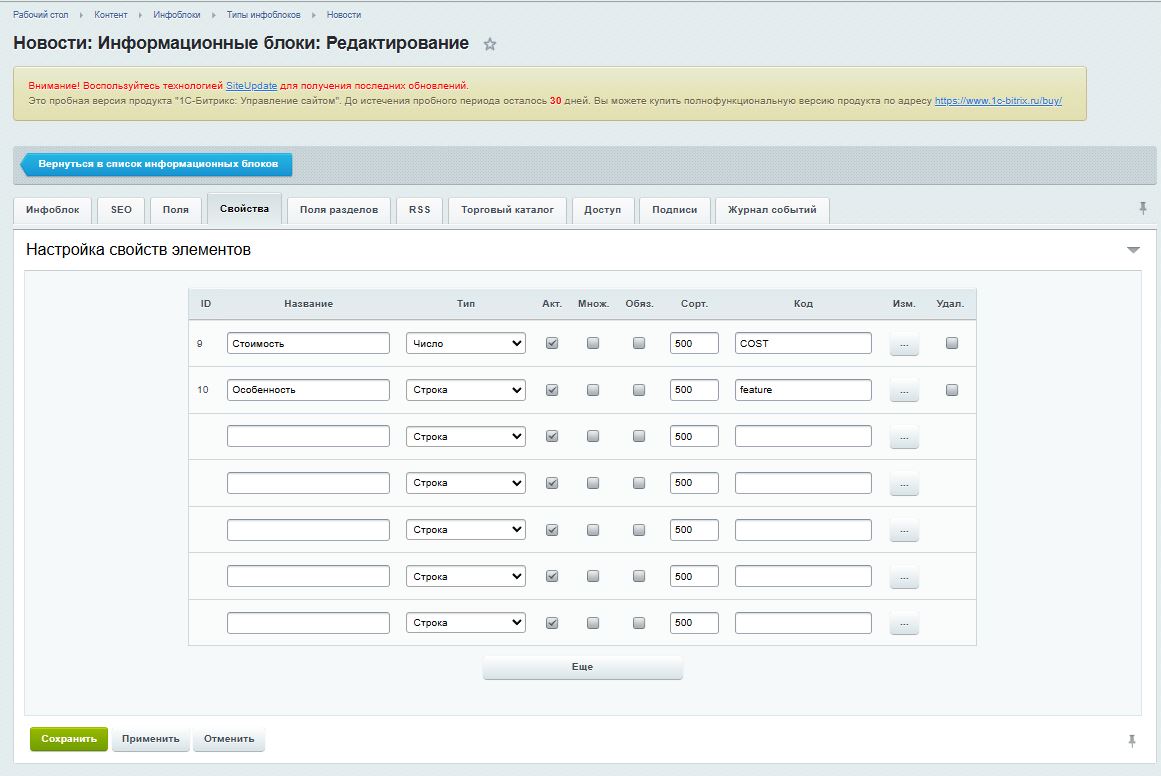 Рабочий стол Контент Инфоблоки Типы инфоблоков Новости
Новости: Информационные блоки: Редактирование
Внимание! Воспользуйтесь технологией SiteUpdate для получения последних обновлений.
Это пробная версия продукта "1С-Битрикс: Управление сайтом". До истечения пробного периода осталось 30 дней. Вы можете купить полнофункциональную версию продукта по адресу https://www.1c-bitrix.ru/buy/
Вернуться в список информационных блоков
Инфоблок SEO Поля Свойства Поля разделов RSS Торговый каталог Доступ Подписи Журнал событий
Настройка свойств элементов
ID Название Тип Акт. Множ. Обяз. Сорт. Код Изм. Удал.
9 Стоимость Число 500 COST ...
10 Особенность Строка 500 feature ...
Строка 500 ...
Строка 500 ...
Строка 500 ...
Строка 500 ...
Строка 500 ...
Еще
Сохранить Применить Отменить